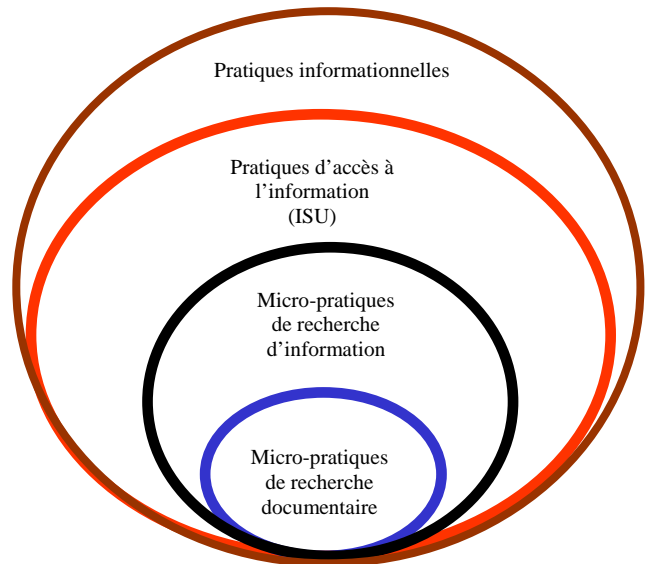 Pratiques informationnelles
Pratiques d’accès à
l’information
(ISU)
Micro-pratiques
de recherche
d’information
Micro-pratiques
de recherche
documentaire